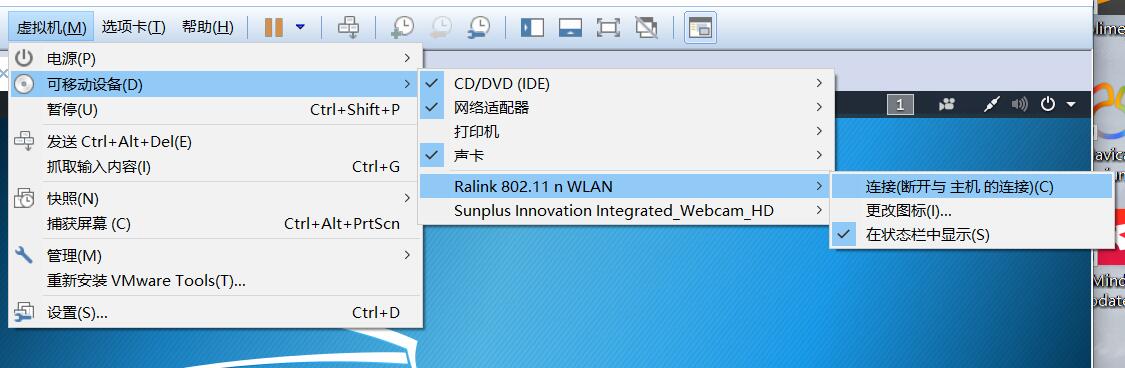 虚拟机(M) 选项卡(T) 帮助(H)
电源(P)
可移动设备(D)
暂停(U) Ctrl+Shift+P
发送 Ctrl+Alt+Del(E)
抓取输入内容(I) Ctrl+G
快照(N)
捕获屏幕 (C) Ctrl+Alt+PrtScn
管理(M)
重新安装 VMware Tools(T)...
设置(S)... Ctrl+D
CD/DVD (IDE)
网络适配器
打印机
声卡
Ralink 802.11 n WLAN
Sunplus Innovation Integrated_Webcam_HD
连接(断开与 主机 的连接)(C)
更改图标(I)...
在状态栏中显示(S)
1